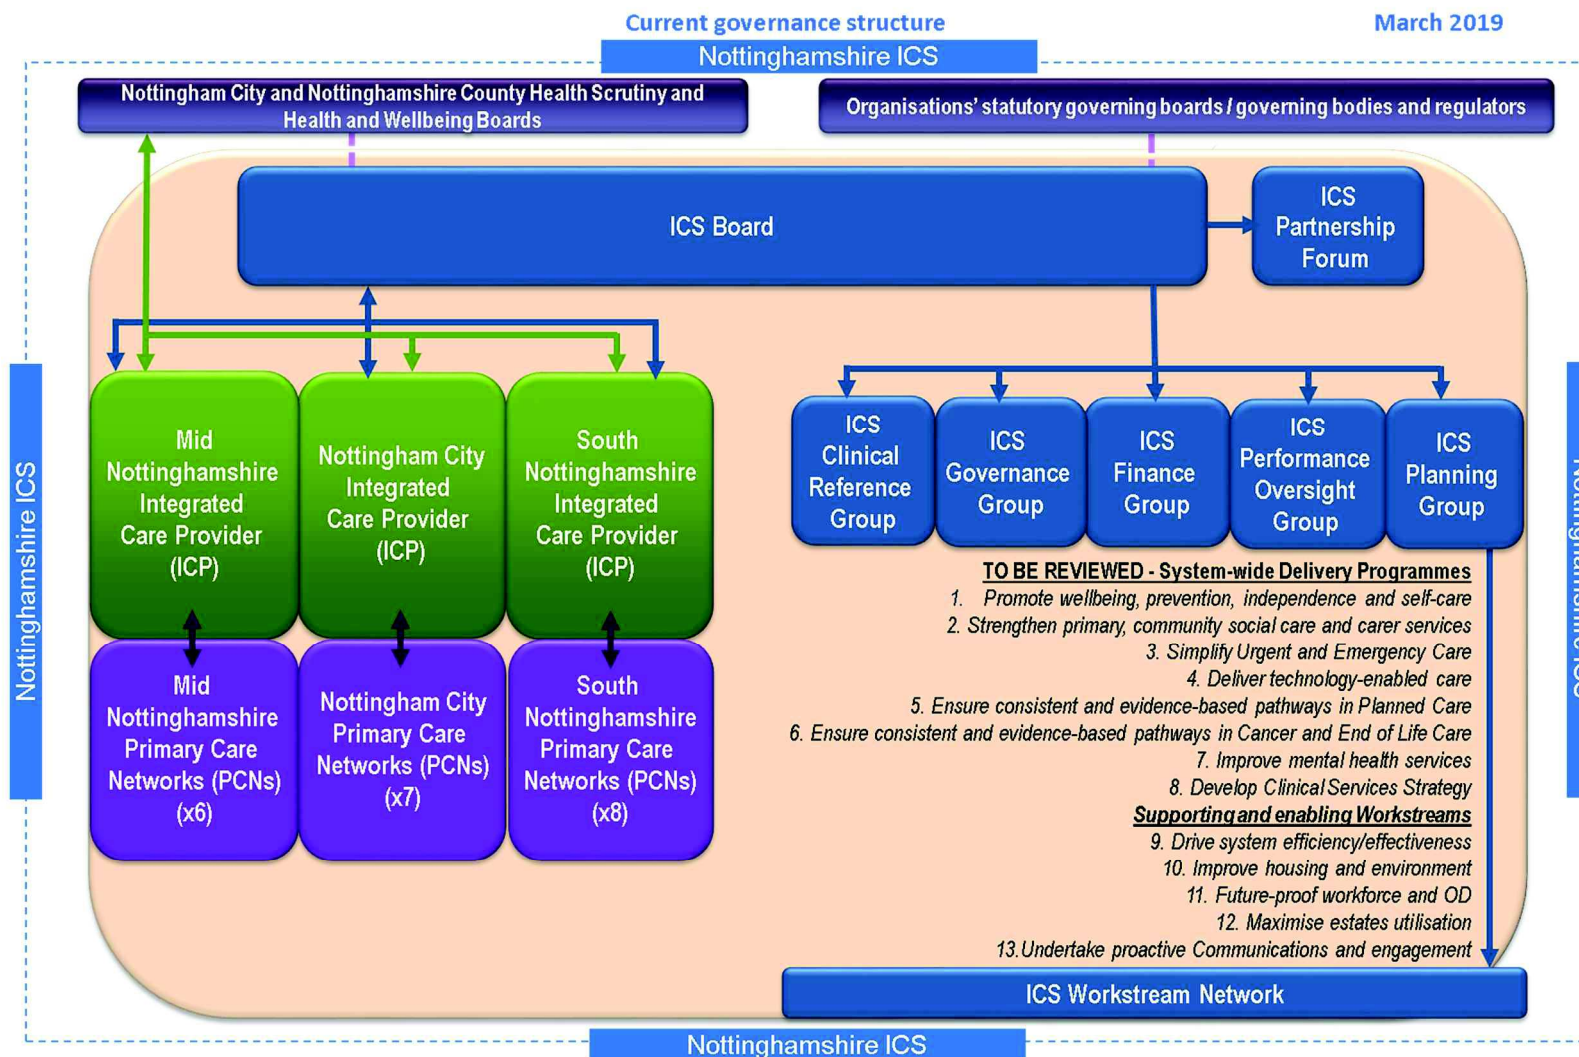 Current governance structure
March 2019
Nottinghamshire ICS
Nottingham City and Nottinghamshire County Health Scrutiny and
Health and Wellbeing Boards
Organisations' statutory governing boards / governing bodies and regulators
ICS Board
ICS
Partnership
Forum
Mid
Nottinghamshire
Integrated
Care Provider
(ICP)
Nottingham City
Integrated
Care Provider
(ICP)
South
Nottinghamshire
Integrated
Care Provider
(ICP)
ICS
Clinical
Reference
Group
ICS
Governance
Group
ICS
Finance
Group
ICS
Performance
Oversight
Group
ICS
Planning
Group
Nottinghamshire ICS
Nottinghamshire ICS
Mid
Nottinghamshire
Primary Care
Networks (PCNs)
(x6)
Nottingham City
Primary Care
Networks (PCNs)
(x7)
South
Nottinghamshire
Primary Care
Networks (PCNs)
(x8)
TO BE REVIEWED - System-wide Delivery Programmes
1. Promote wellbeing, prevention, independence and self-care
2. Strengthen primary, community social care and carer services
3. Simplify Urgent and Emergency Care
4. Deliver technology-enabled care
5. Ensure consistent and evidence-based pathways in Planned Care
6. Ensure consistent and evidence-based pathways in Cancer and End of Life Care
7. Improve mental health services
8. Develop Clinical Services Strategy
Supporting and enabling Workstreams
9. Drive system efficiency/effectiveness
10. Improve housing and environment
11. Future-proof workforce and OD
12. Maximise estates utilisation
13.Undertake proactive Communications and engagement
ICS Workstream Network
Nottinghamshire ICS